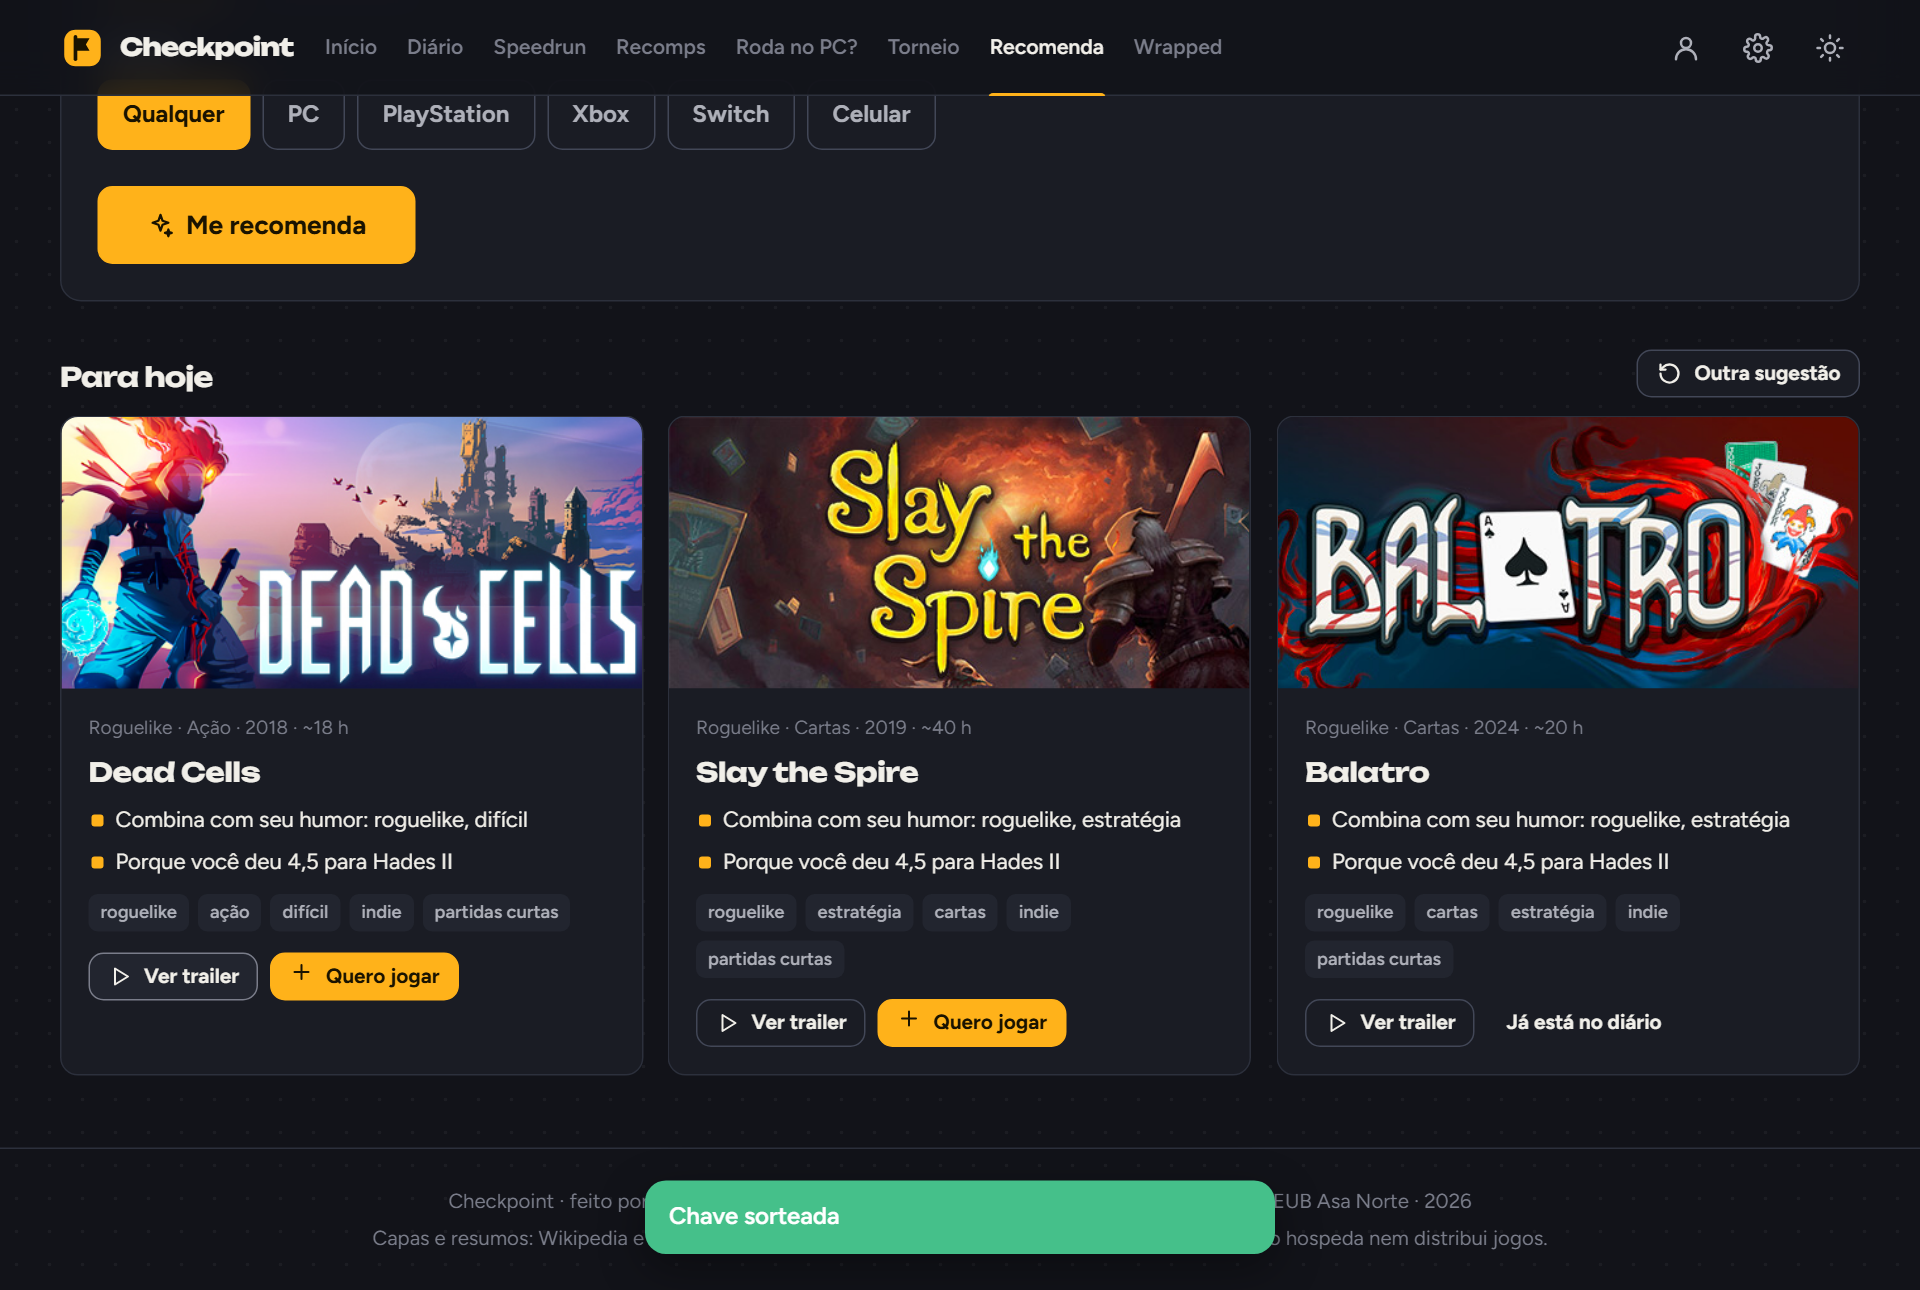 Checkpoint Início Diário Speedrun Recomps Roda no PC? Torneio Recomenda Wrapped
Qualquer PC PlayStation Xbox Switch Celular
Me recomenda
Para hoje
Outra sugestão
DEAD CELLS
Slay the Spire
BALATRO
Roguelike · Ação · 2018 · ~18 h
Dead Cells
Combina com seu humor: roguelike, difícil
Porque você deu 4,5 para Hades II
roguelike ação difícil indie partidas curtas
Ver trailer Quero jogar
Roguelike · Cartas · 2019 · ~40 h
Slay the Spire
Combina com seu humor: roguelike, estratégia
Porque você deu 4,5 para Hades II
roguelike estratégia cartas indie
partidas curtas
Ver trailer Quero jogar
Roguelike · Cartas · 2024 · ~20 h
Balatro
Combina com seu humor: roguelike, estratégia
Porque você deu 4,5 para Hades II
roguelike cartas estratégia indie
partidas curtas
Ver trailer Já está no diário
Checkpoint · feito por EUB Asa Norte · 2026
Chave sorteada
Capas e resumos: Wikipedia e hospeda nem distribui jogos.